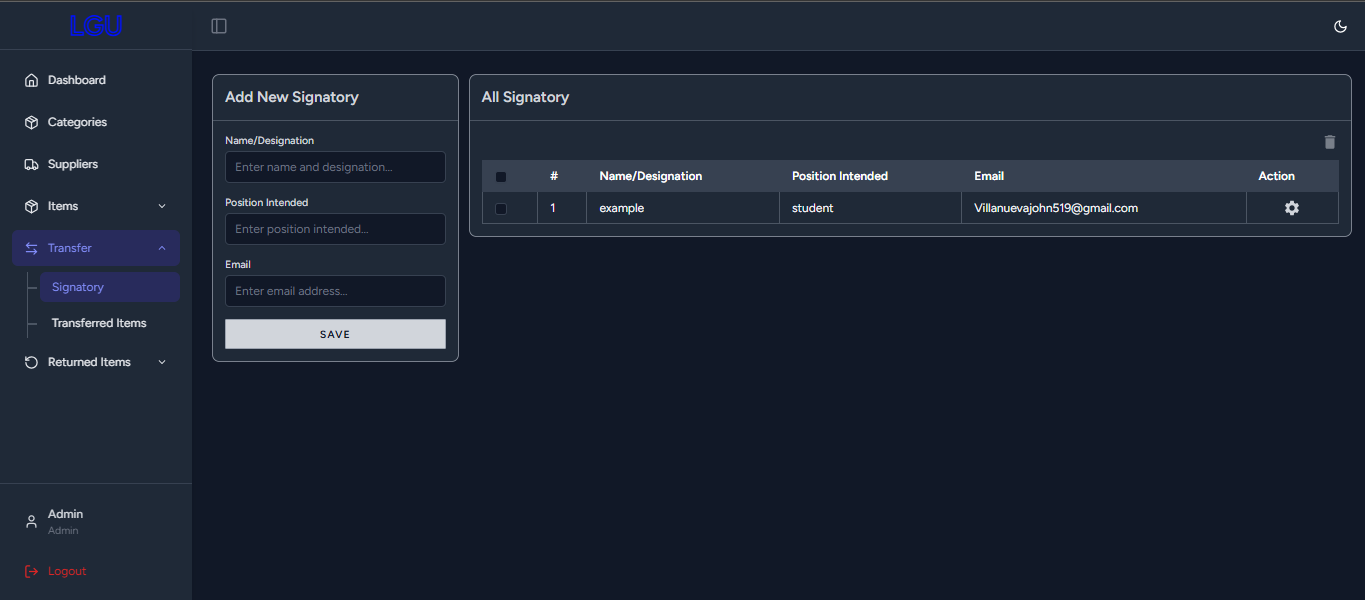 LGU
Dashboard
Categories
Suppliers
Items
Transfer
Signatory
Transferred Items
Returned Items
Admin
Admin
Logout
Add New Signatory
Name/Designation
Enter name and designation...
Position Intended
Enter position intended...
Email
Enter email address...
SAVE
All Signatory
# Name/Designation Position Intended Email Action
1 example student Villanuevajohn519@gmail.com